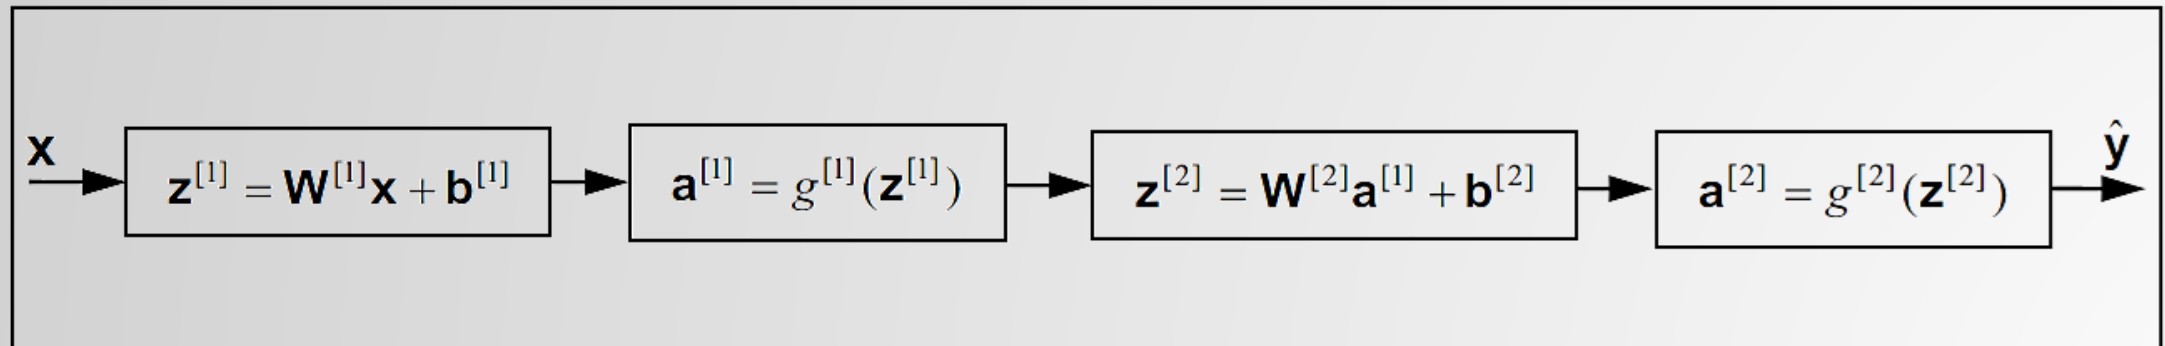 x
z^[1] = W^[1]x + b^[1]
a^[1] = g^[1](z^[1])
z^[2] = W^[2]a^[1] + b^[2]
a^[2] = g^[2](z^[2])
ŷ